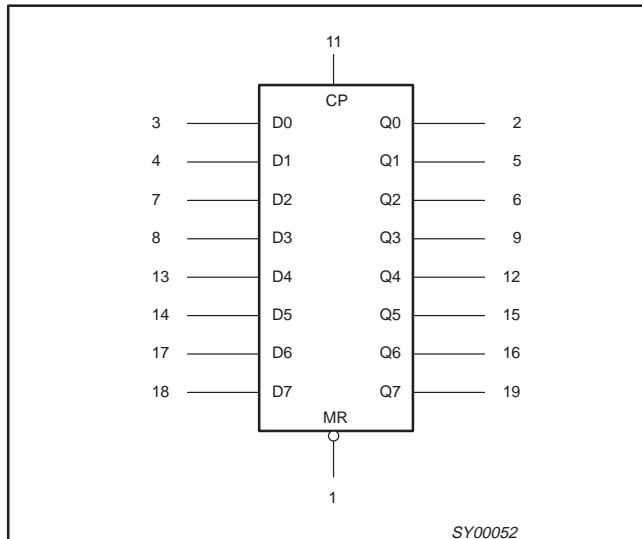 11
CP
3 D0 Q0 2
4 D1 Q1 5
7 D2 Q2 6
8 D3 Q3 9
13 D4 Q4 12
14 D5 Q5 15
17 D6 Q6 16
18 D7 Q7 19
MR
1
SY00052